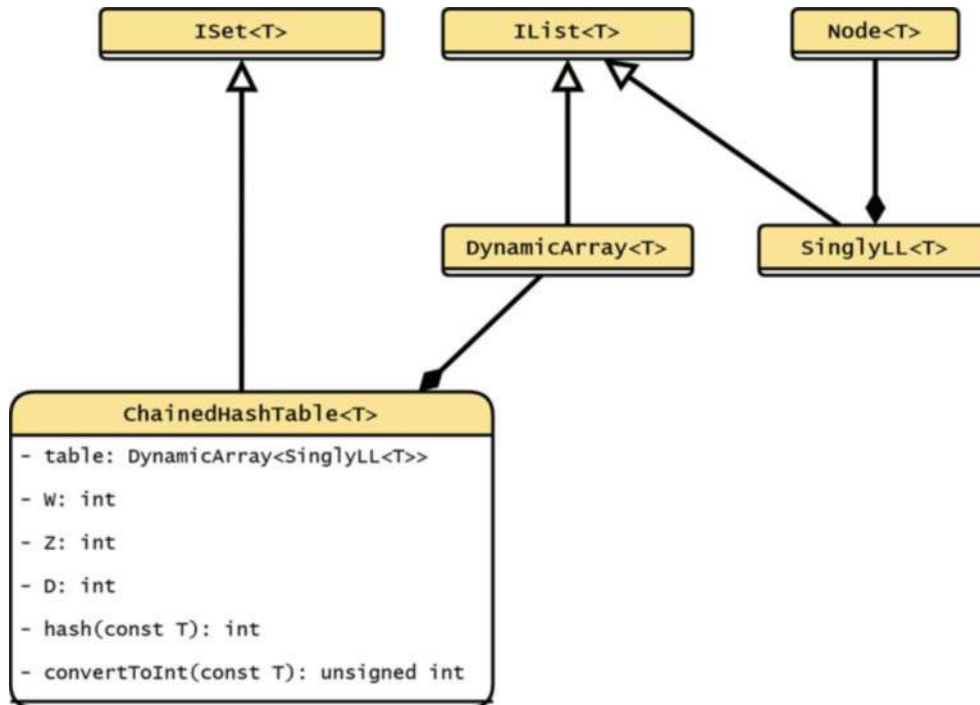 ISet<T>
IList<T>
Node<T>
DynamicArray<T>
SinglyLL<T>
ChainedHashTable<T>
- table: DynamicArray<SinglyLL<T>>
- W: int
- Z: int
- D: int
- hash(const T): int
- convertToInt(const T): unsigned int